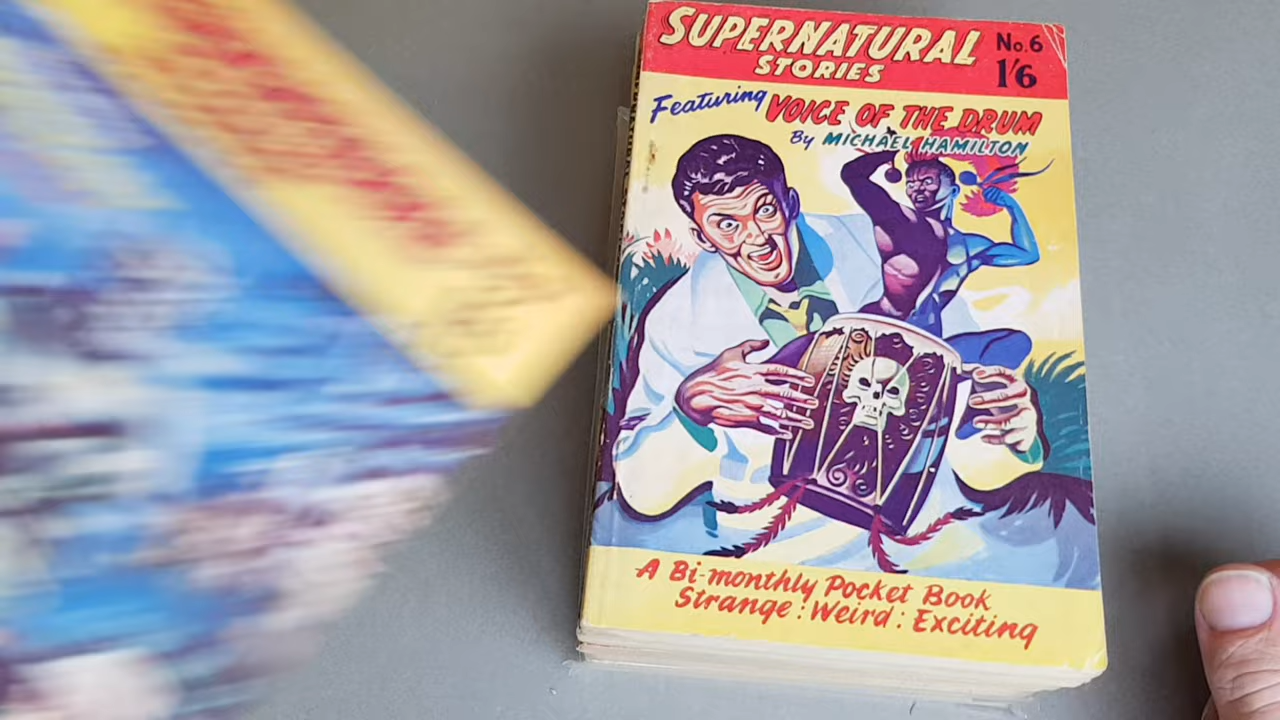 SUPERNATURAL
STORIES
No.6
1'6
Featuring VOICE OF THE DRUM
By MICHAEL HAMILTON
A Bi-monthly Pocket Book
Strange : Weird : Exciting